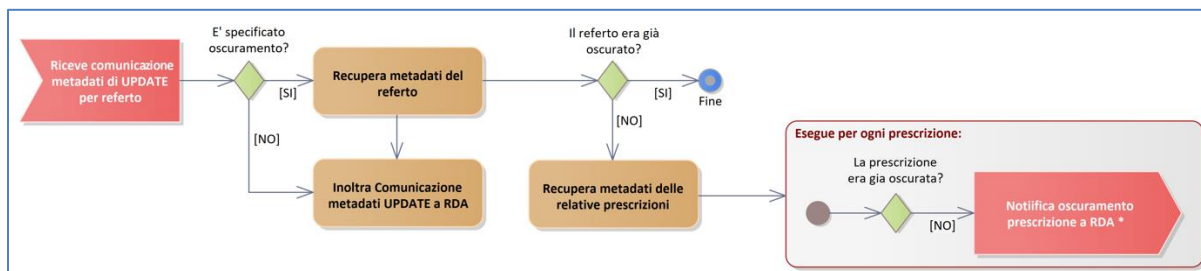 Riceve comunicazione
metadati di UPDATE
per referto
E' specificato
oscuramento?
[SI]
[NO]
Recupera metadati del
referto
Inoltra Comunicazione
metadati UPDATE a RDA
Il referto era già
oscurato?
[SI]
Fine
[NO]
Recupera metadati delle
relative prescrizioni
Esegue per ogni prescrizione:
La prescrizione
era gia oscurata?
[NO]
Notiifica oscuramento
prescrizione a RDA *